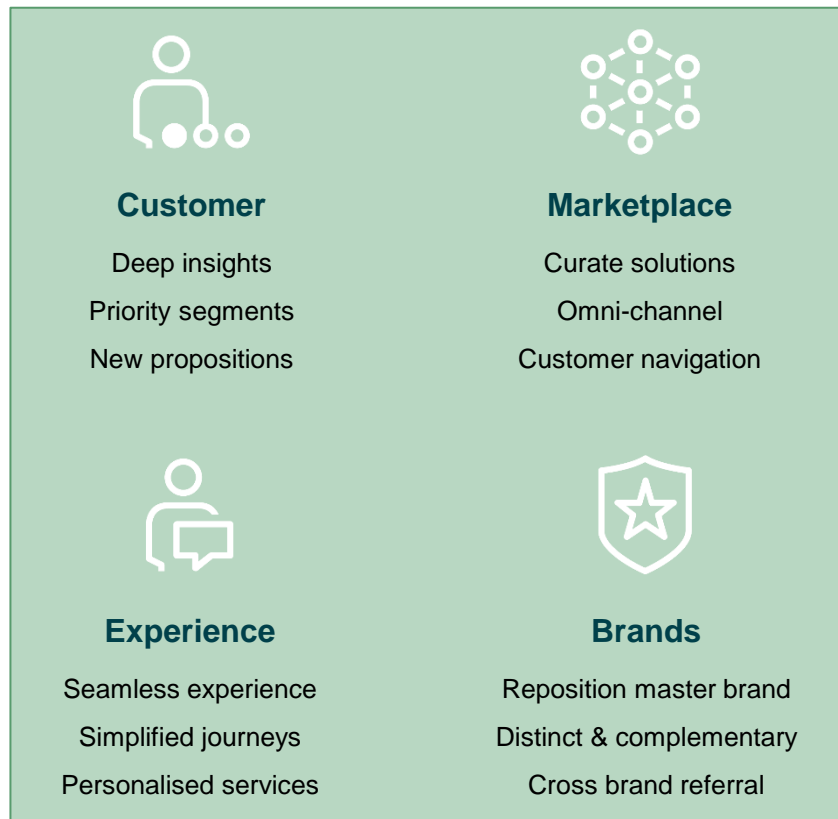 Customer
Deep insights
Priority segments
New propositions
Marketplace
Curate solutions
Omni-channel
Customer navigation
Experience
Seamless experience
Simplified journeys
Personalised services
Brands
Reposition master brand
Distinct & complementary
Cross brand referral